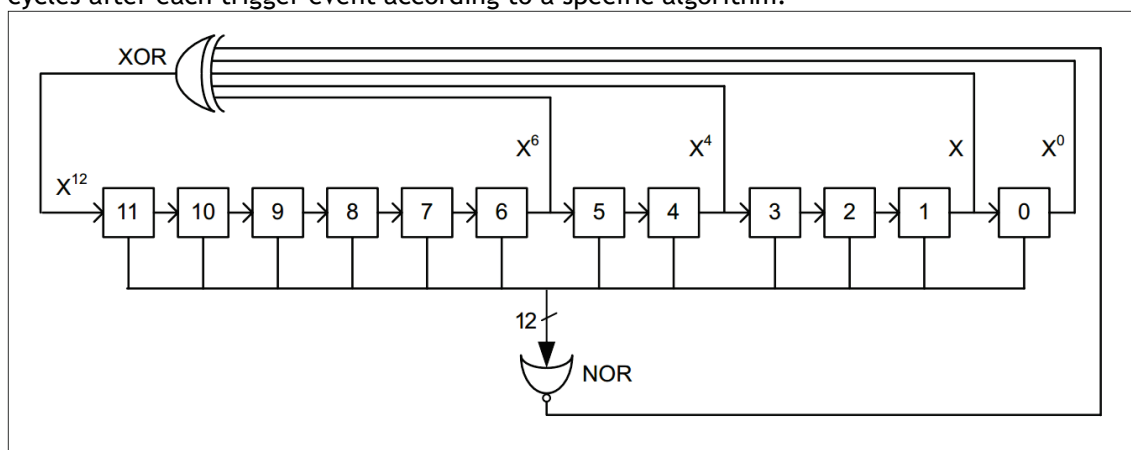 cycles after each trigger event according to a specific algorithm.
XOR
X⁶ X⁴ X X⁰
X¹²
11 10 9 8 7 6 5 4 3 2 1 0
12
NOR